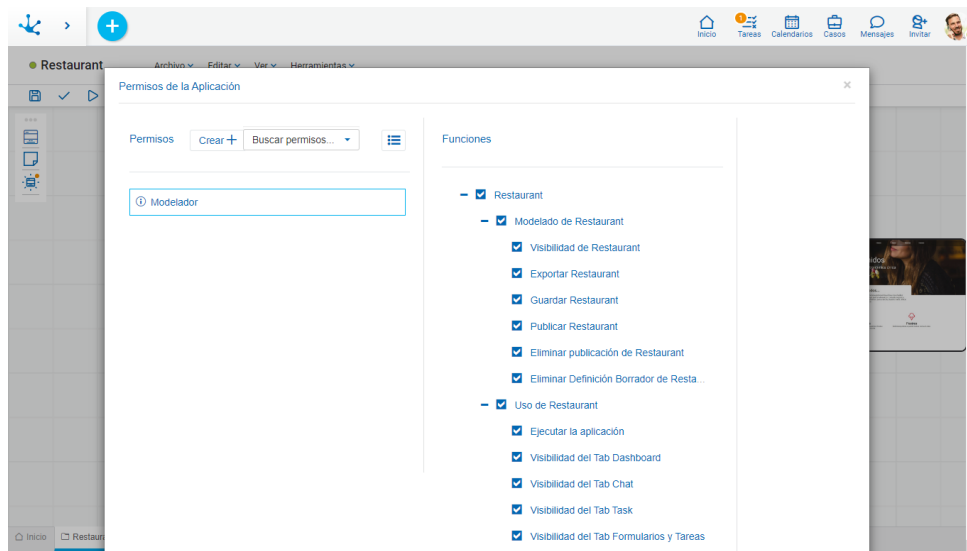 1
Inicio
Tareas
Calendarios
Casos
Mensajes
Invitar
Restaurant
Archivo
Editar
Ver
Herramientas
Permisos de la Aplicación
×
Permisos
Crear +
Buscar permisos...
Funciones
Modelador
Restaurant
Modelado de Restaurant
Visibilidad de Restaurant
Exportar Restaurant
Guardar Restaurant
Publicar Restaurant
Eliminar publicación de Restaurant
Eliminar Definición Borrador de Resta...
Uso de Restaurant
Ejecutar la aplicación
Visibilidad del Tab Dashboard
Visibilidad del Tab Chat
Visibilidad del Tab Task
Visibilidad del Tab Formularios y Tareas
Inicio
Restaura